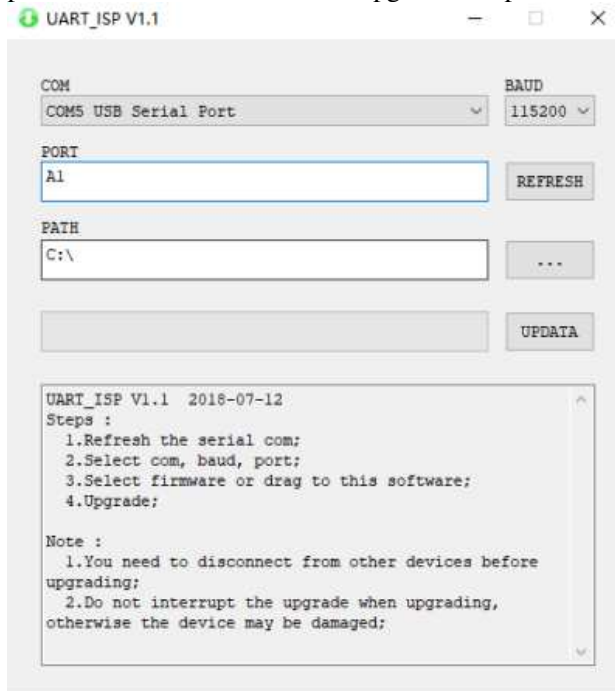 UART_ISP V1.1
COM
BAUD
COM5 USB Serial Port
115200
PORT
A1
REFRESH
PATH
C:\
...
UPDATA
UART_ISP V1.1 2018-07-12
Steps :
1.Refresh the serial com;
2.Select com, baud, port;
3.Select firmware or drag to this software;
4.Upgrade;
Note :
1.You need to disconnect from other devices before
upgrading;
2.Do not interrupt the upgrade when upgrading,
otherwise the device may be damaged;